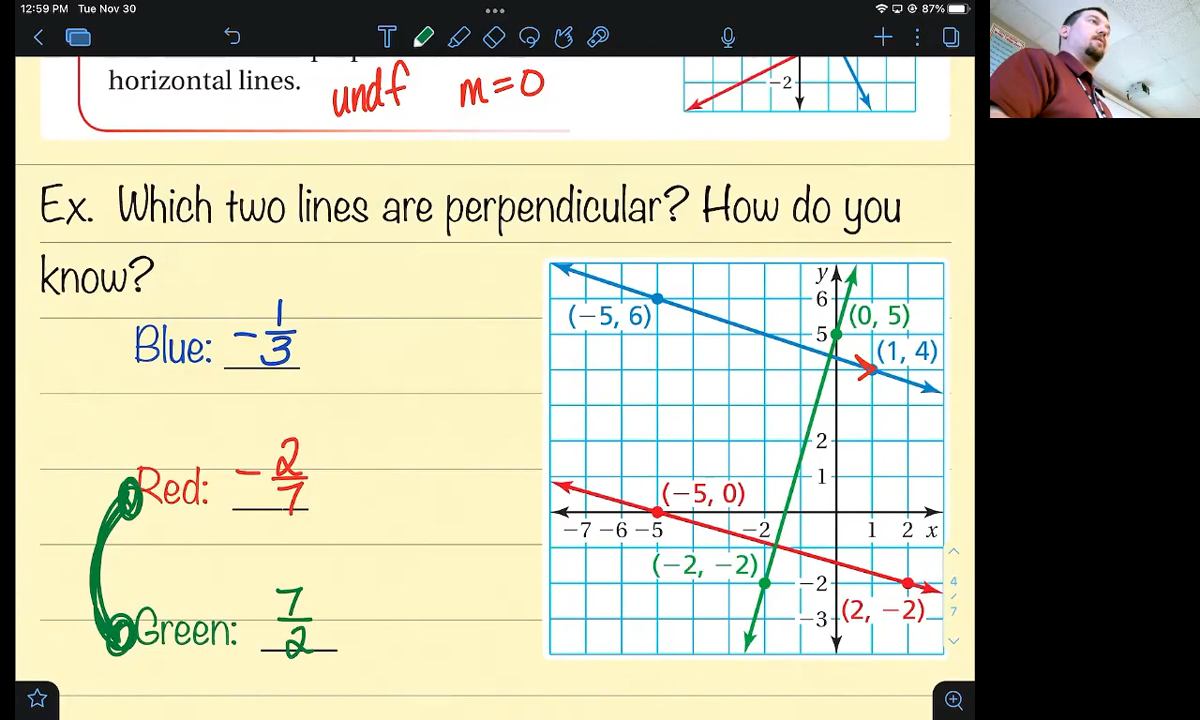 12:59 PM Tue Nov 30
87%
T
horizontal lines.
undf m=0
−2
Ex. Which two lines are perpendicular? How do you
know?
Blue: - 1/3
Red: - 2/7
Green: 7/2
y
6
5
2
1
−7 −6 −5 −2 1 2 x
−2
−3
(−5, 6)
(0, 5)
(1, 4)
(−5, 0)
(−2, −2)
(2, −2)
4
/
7